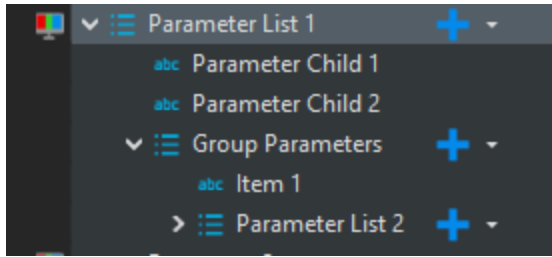 Parameter List 1
abc Parameter Child 1
abc Parameter Child 2
Group Parameters
abc Item 1
Parameter List 2